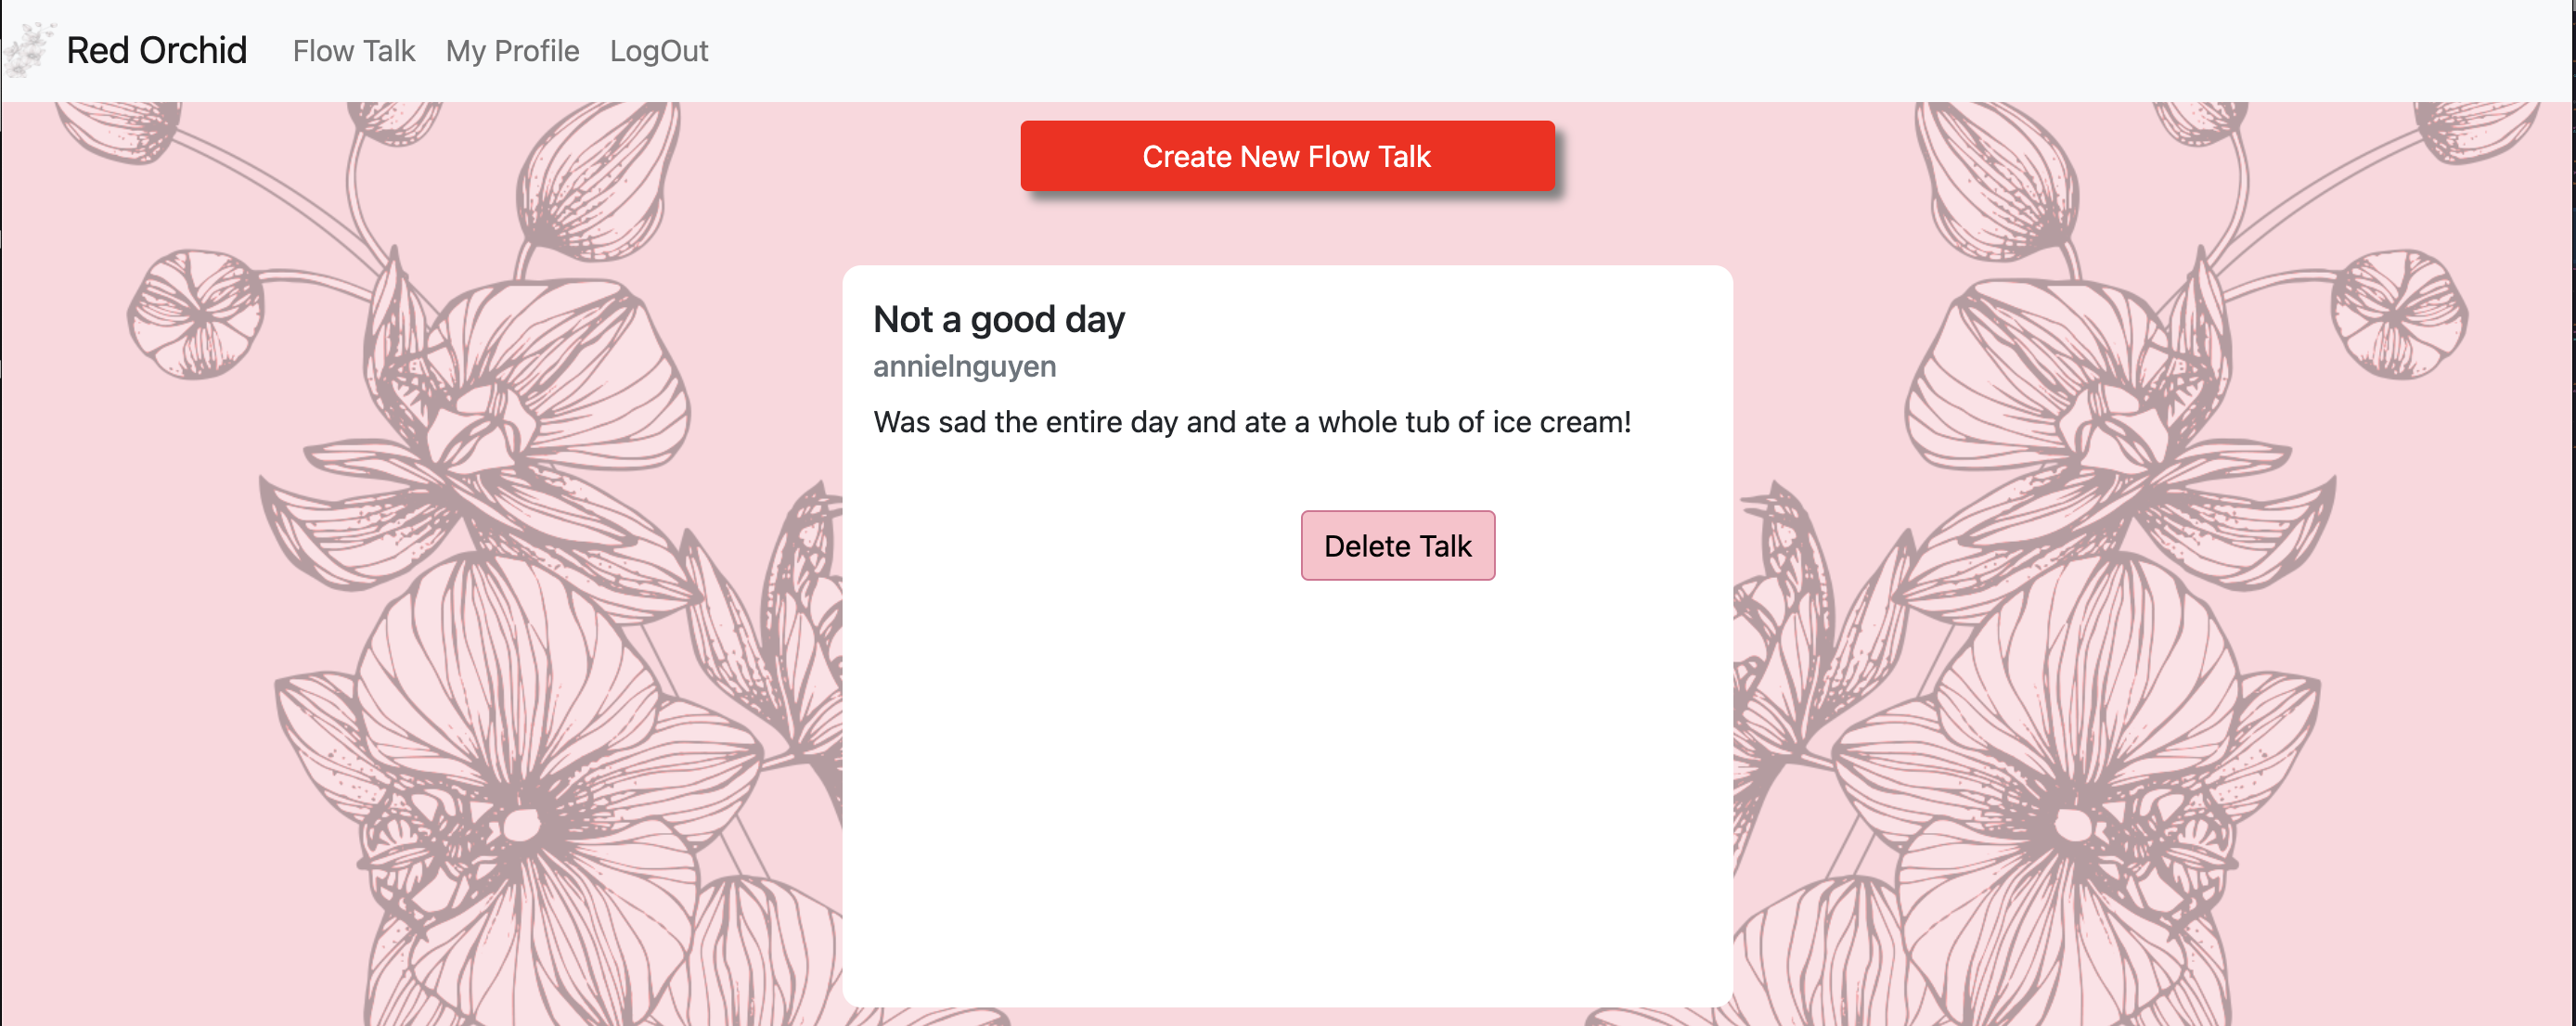 Red Orchid Flow Talk My Profile LogOut
Create New Flow Talk
Not a good day
annielnguyen
Was sad the entire day and ate a whole tub of ice cream!
Delete Talk